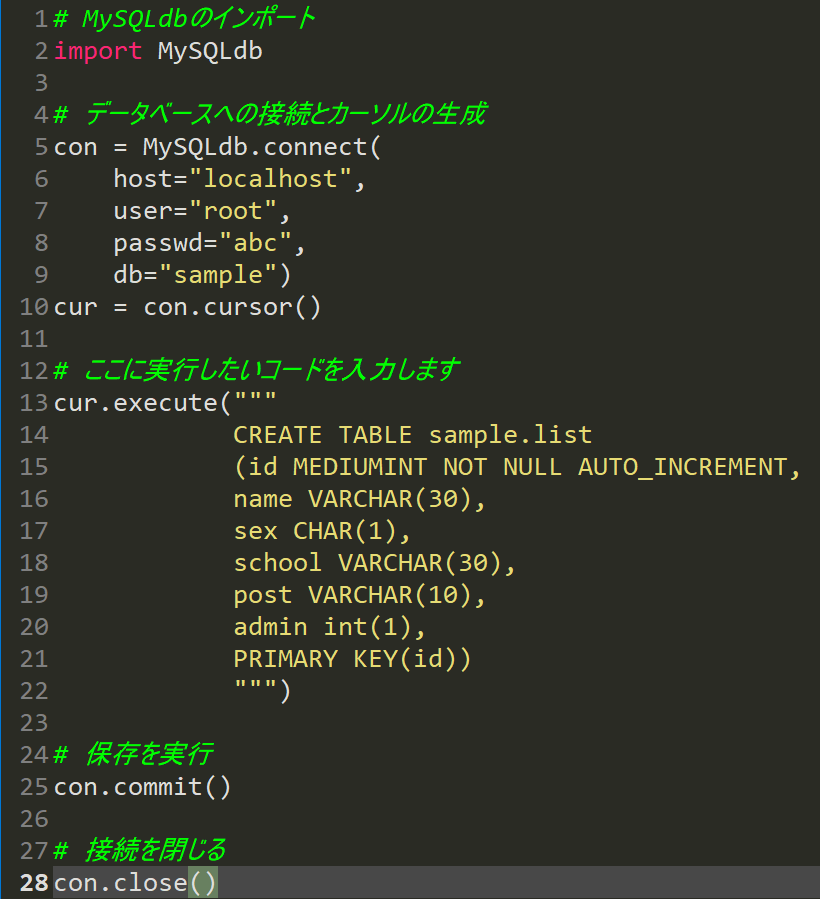 1 # MySQLdbのインポート
2 import MySQLdb
3
4 # データベースへの接続とカーソルの生成
5 con = MySQLdb.connect(
6     host="localhost",
7     user="root",
8     passwd="abc",
9     db="sample")
10 cur = con.cursor()
11
12 # ここに実行したいコードを入力します
13 cur.execute("""
14             CREATE TABLE sample.list
15             (id MEDIUMINT NOT NULL AUTO_INCREMENT,
16             name VARCHAR(30),
17             sex CHAR(1),
18             school VARCHAR(30),
19             post VARCHAR(10),
20             admin int(1),
21             PRIMARY KEY(id))
22             """)
23
24 # 保存を実行
25 con.commit()
26
27 # 接続を閉じる
28 con.close()